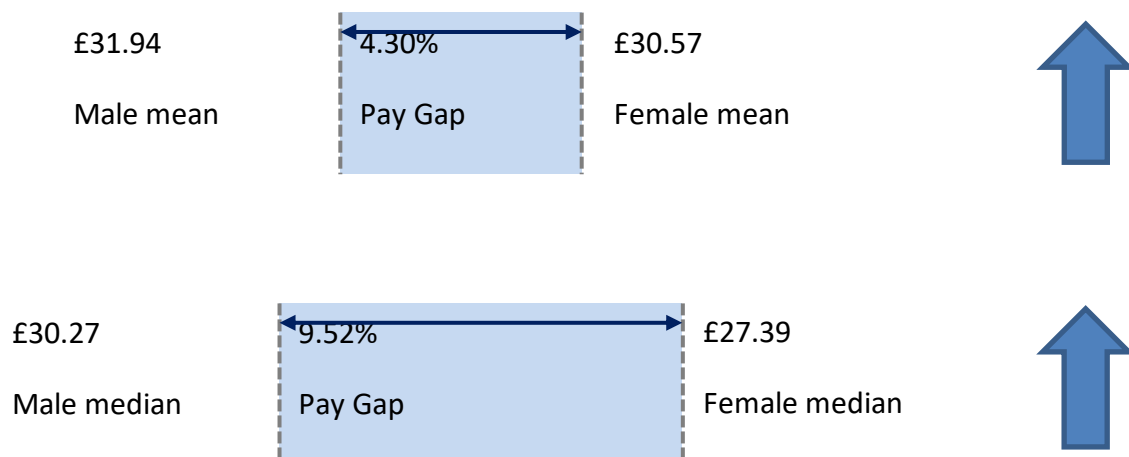 £31.94 4.30% £30.57
Male mean Pay Gap Female mean
£30.27 9.52% £27.39
Male median Pay Gap Female median